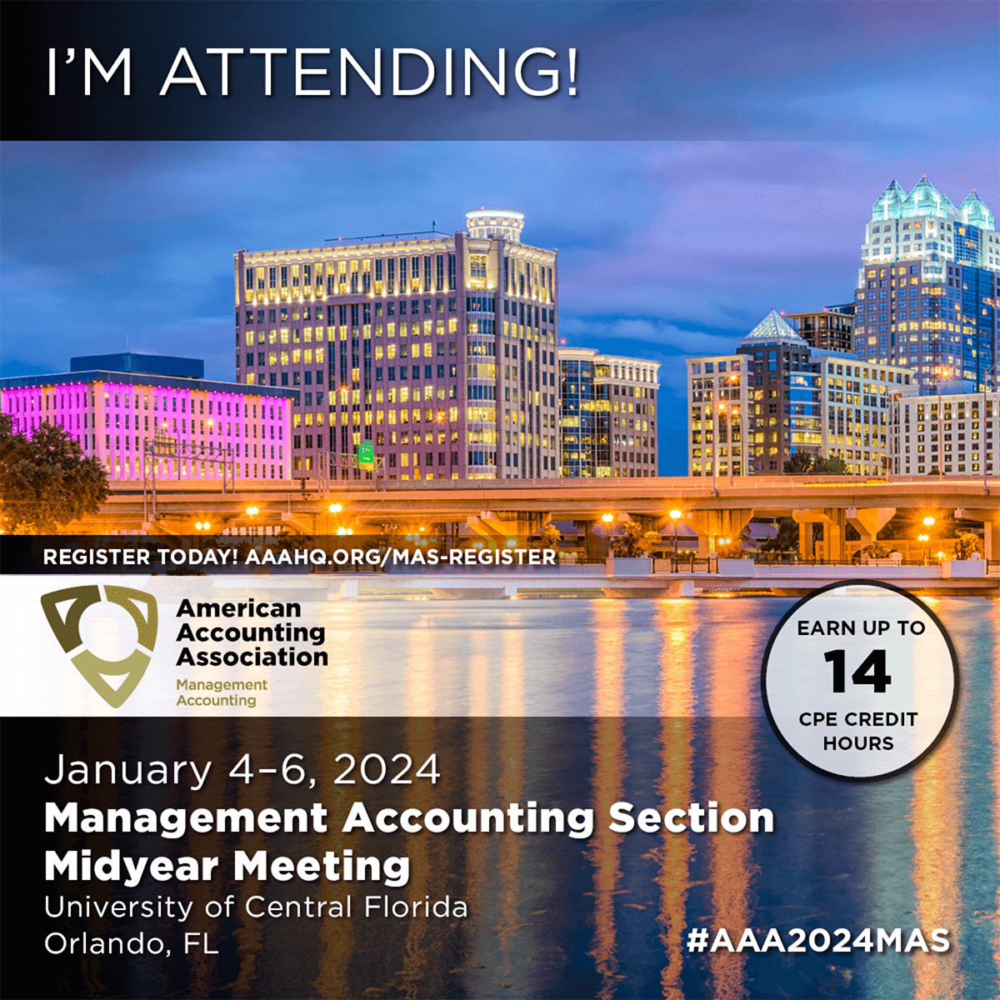 I'M ATTENDING!
REGISTER TODAY! AAAHQ.ORG/MAS-REGISTER
American
Accounting
Association
Management
Accounting
EARN UP TO
14
CPE CREDIT
HOURS
January 4–6, 2024
Management Accounting Section
Midyear Meeting
University of Central Florida
Orlando, FL
#AAA2024MAS